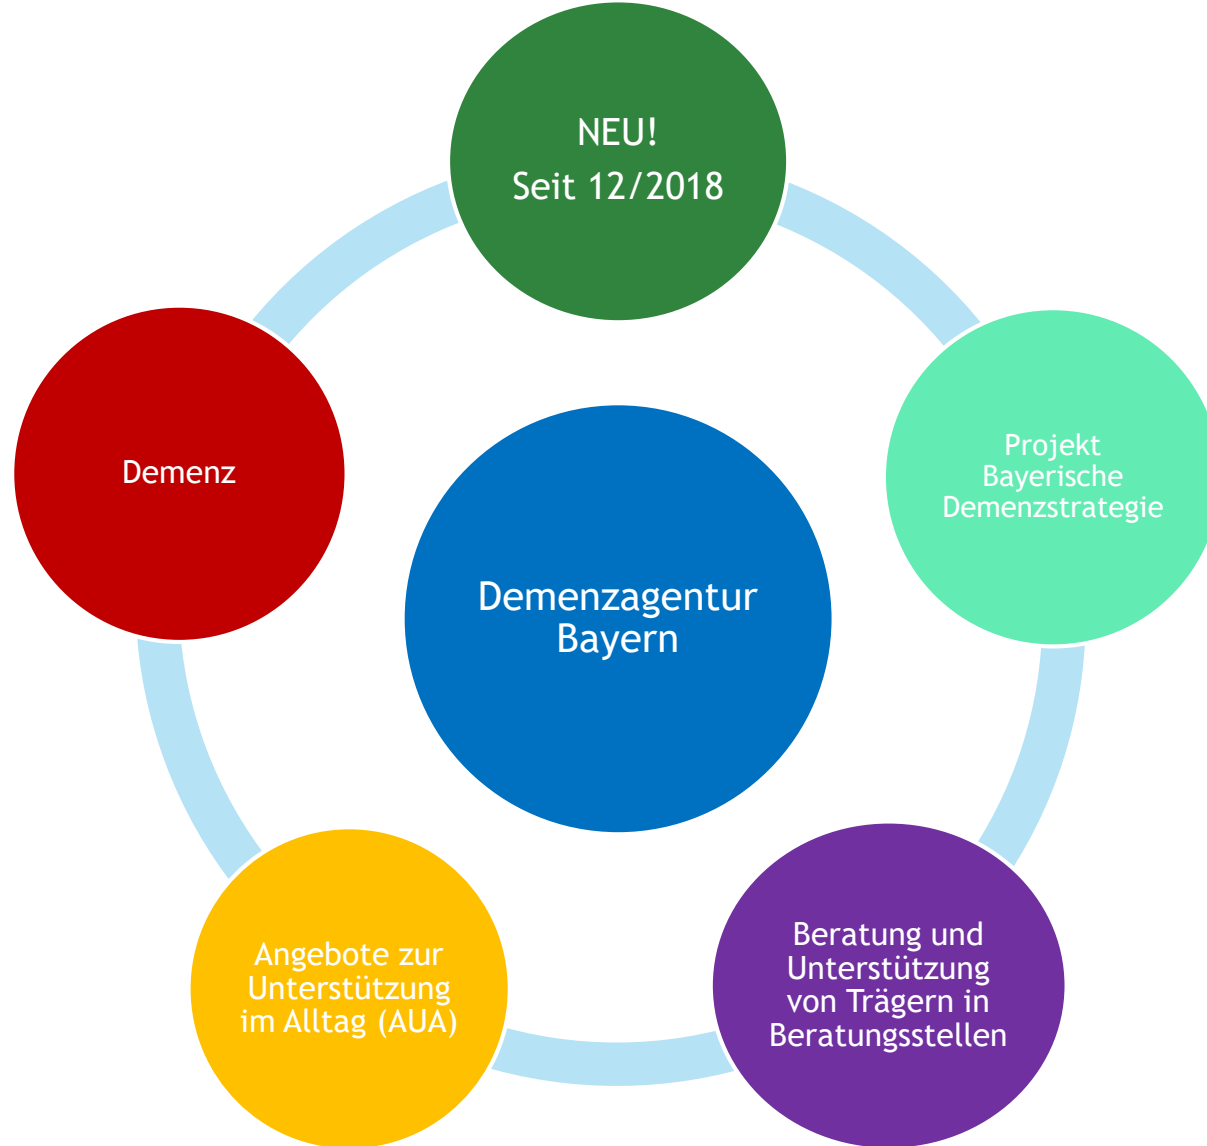 NEU!
Seit 12/2018
Projekt
Bayerische
Demenzstrategie
Demenz
Demenzagentur
Bayern
Beratung und
Unterstützung
von Trägern in
Beratungsstellen
Angebote zur
Unterstützung
im Alltag (AUA)